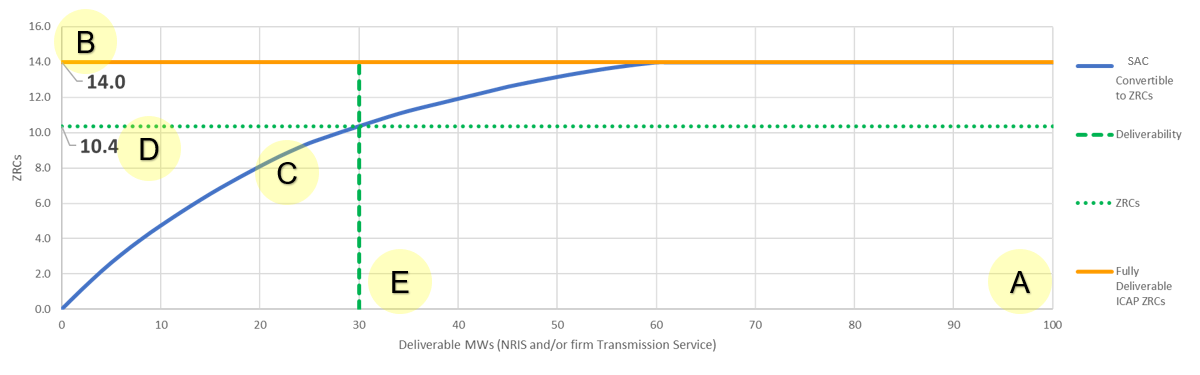 16.0
B
14.0
14.0
12.0
10.0
10.4
D
8.0
C
6.0
4.0
2.0
E
A
0.0
ZRCs
0 10 20 30 40 50 60 70 80 90 100
Deliverable MWs (NRIS and/or firm Transmission Service)
SAC
Convertible
to ZRCs
Deliverability
ZRCs
Fully
Deliverable
ICAP ZRCs